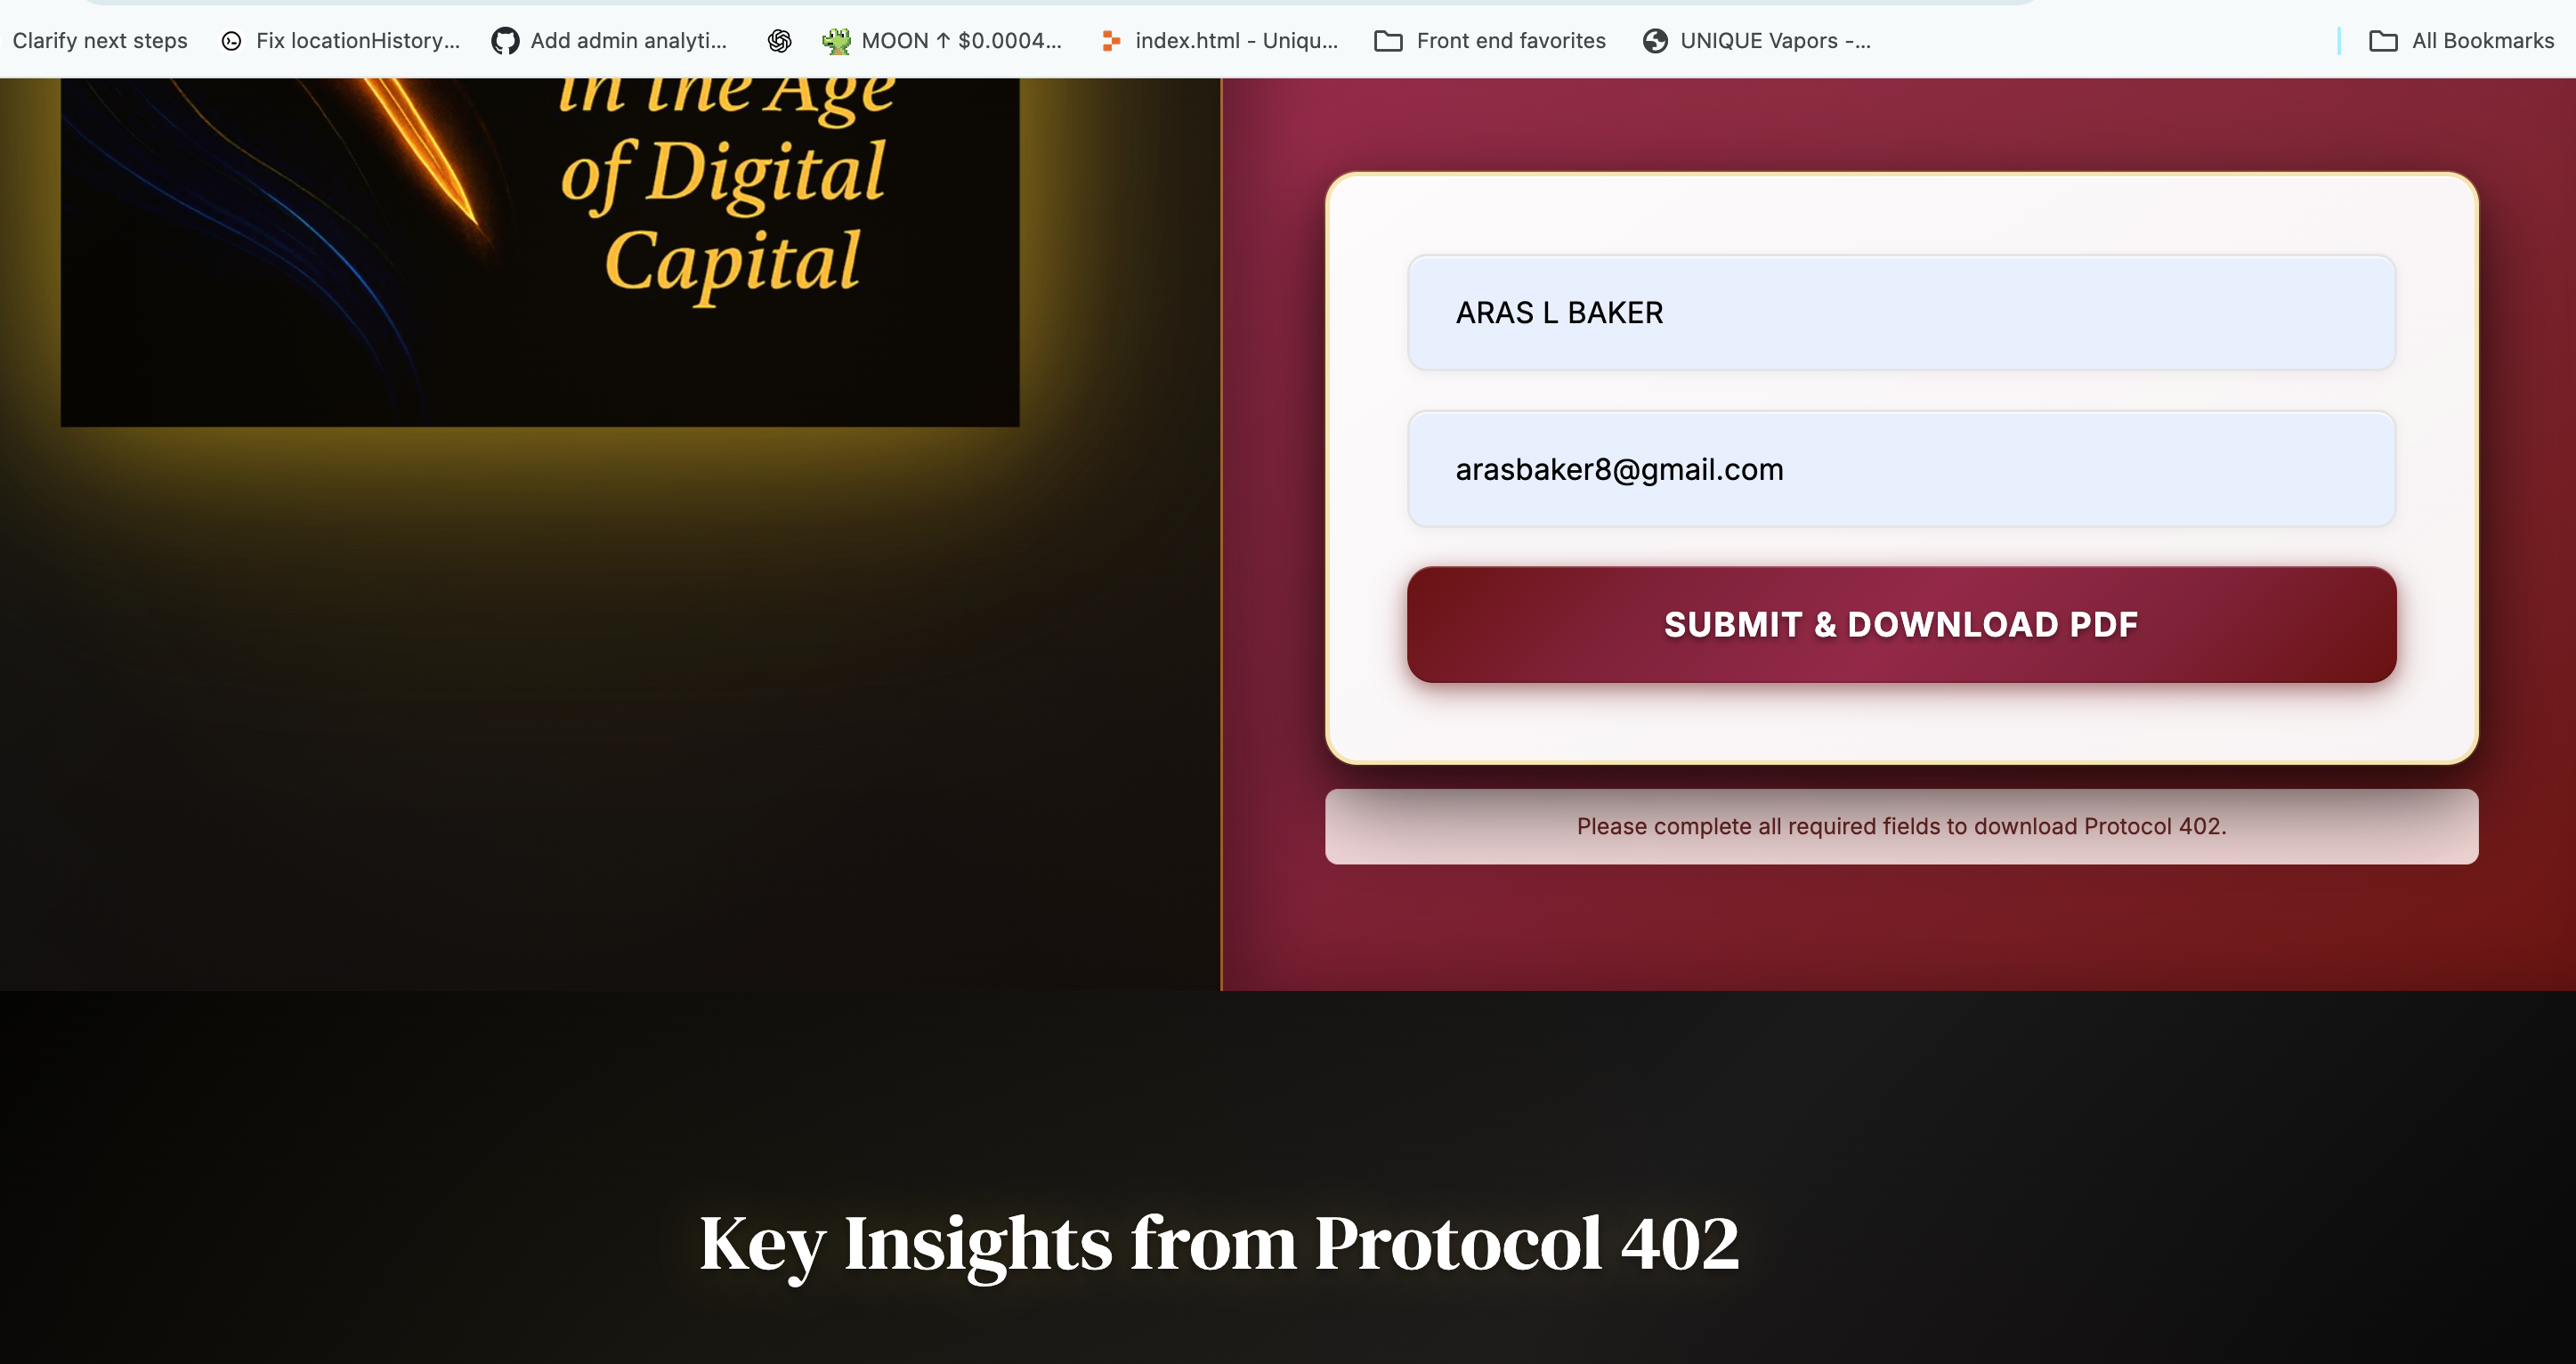 Clarify next steps
Fix locationHistory...
Add admin analyti...
MOON ↑ $0.0004...
index.html - Uniqu...
Front end favorites
UNIQUE Vapors -...
All Bookmarks
in the Age
of Digital
Capital
ARAS L BAKER
arasbaker8@gmail.com
SUBMIT & DOWNLOAD PDF
Please complete all required fields to download Protocol 402.
Key Insights from Protocol 402